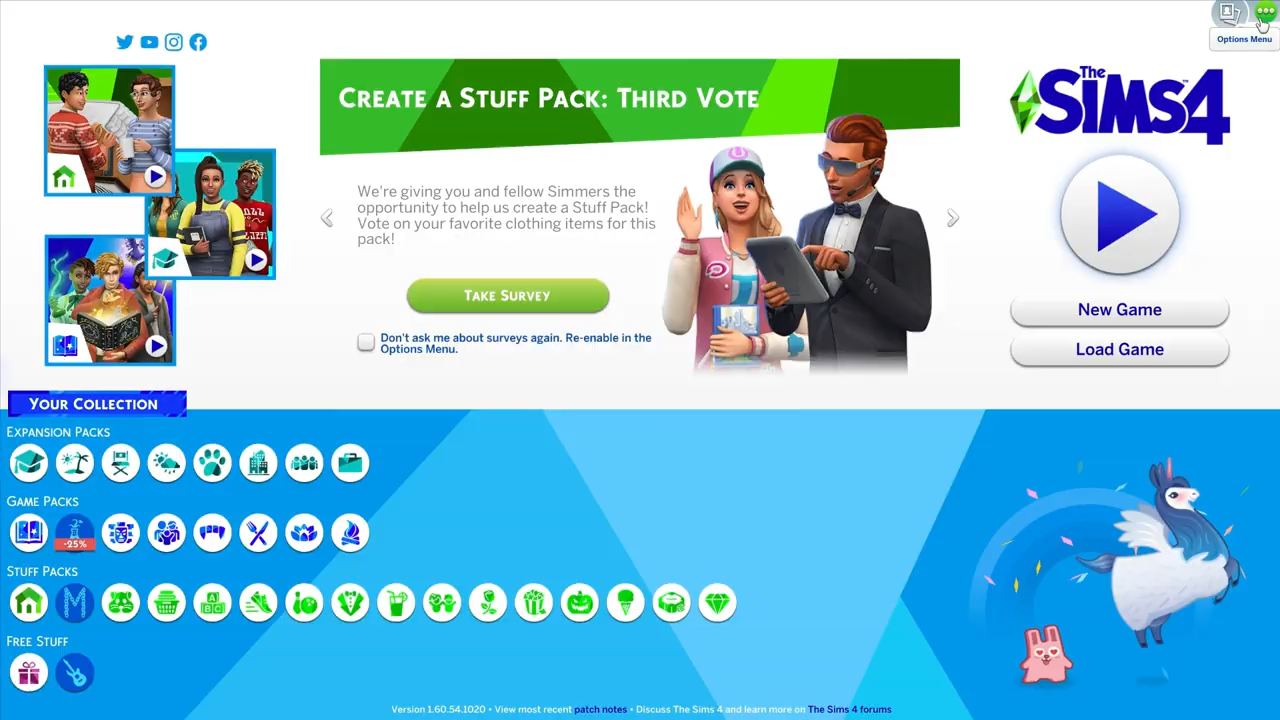 Options Menu
CREATE A STUFF PACK: THIRD VOTE
The SIMS 4
We're giving you and fellow Simmers the
opportunity to help us create a Stuff Pack!
Vote on your favorite clothing items for this
pack!
TAKE SURVEY
Don't ask me about surveys again. Re-enable in the
Options Menu.
New Game
Load Game
YOUR COLLECTION
EXPANSION PACKS
GAME PACKS
-25%
STUFF PACKS
ABC
FREE STUFF
Version 1.60.54.1020 • View most recent patch notes • Discuss The Sims 4 and learn more on The Sims 4 forums